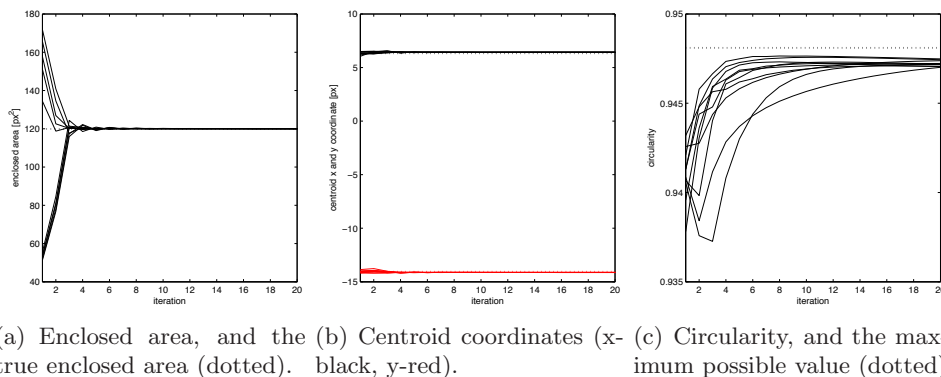 180
160
140
120
100
80
60
40
enclosed area [px²]
2 4 6 8 10 12 14 16 18 20
iteration
10
5
0
−5
−10
−15
centroid x and y coordinate [px]
2 4 6 8 10 12 14 16 18 20
iteration
0.95
0.945
0.94
0.935
circularity
2 4 6 8 10 12 14 16 18 20
iteration
(a) Enclosed area, and the
true enclosed area (dotted).
(b) Centroid coordinates (x-
black, y-red).
(c) Circularity, and the max-
imum possible value (dotted)